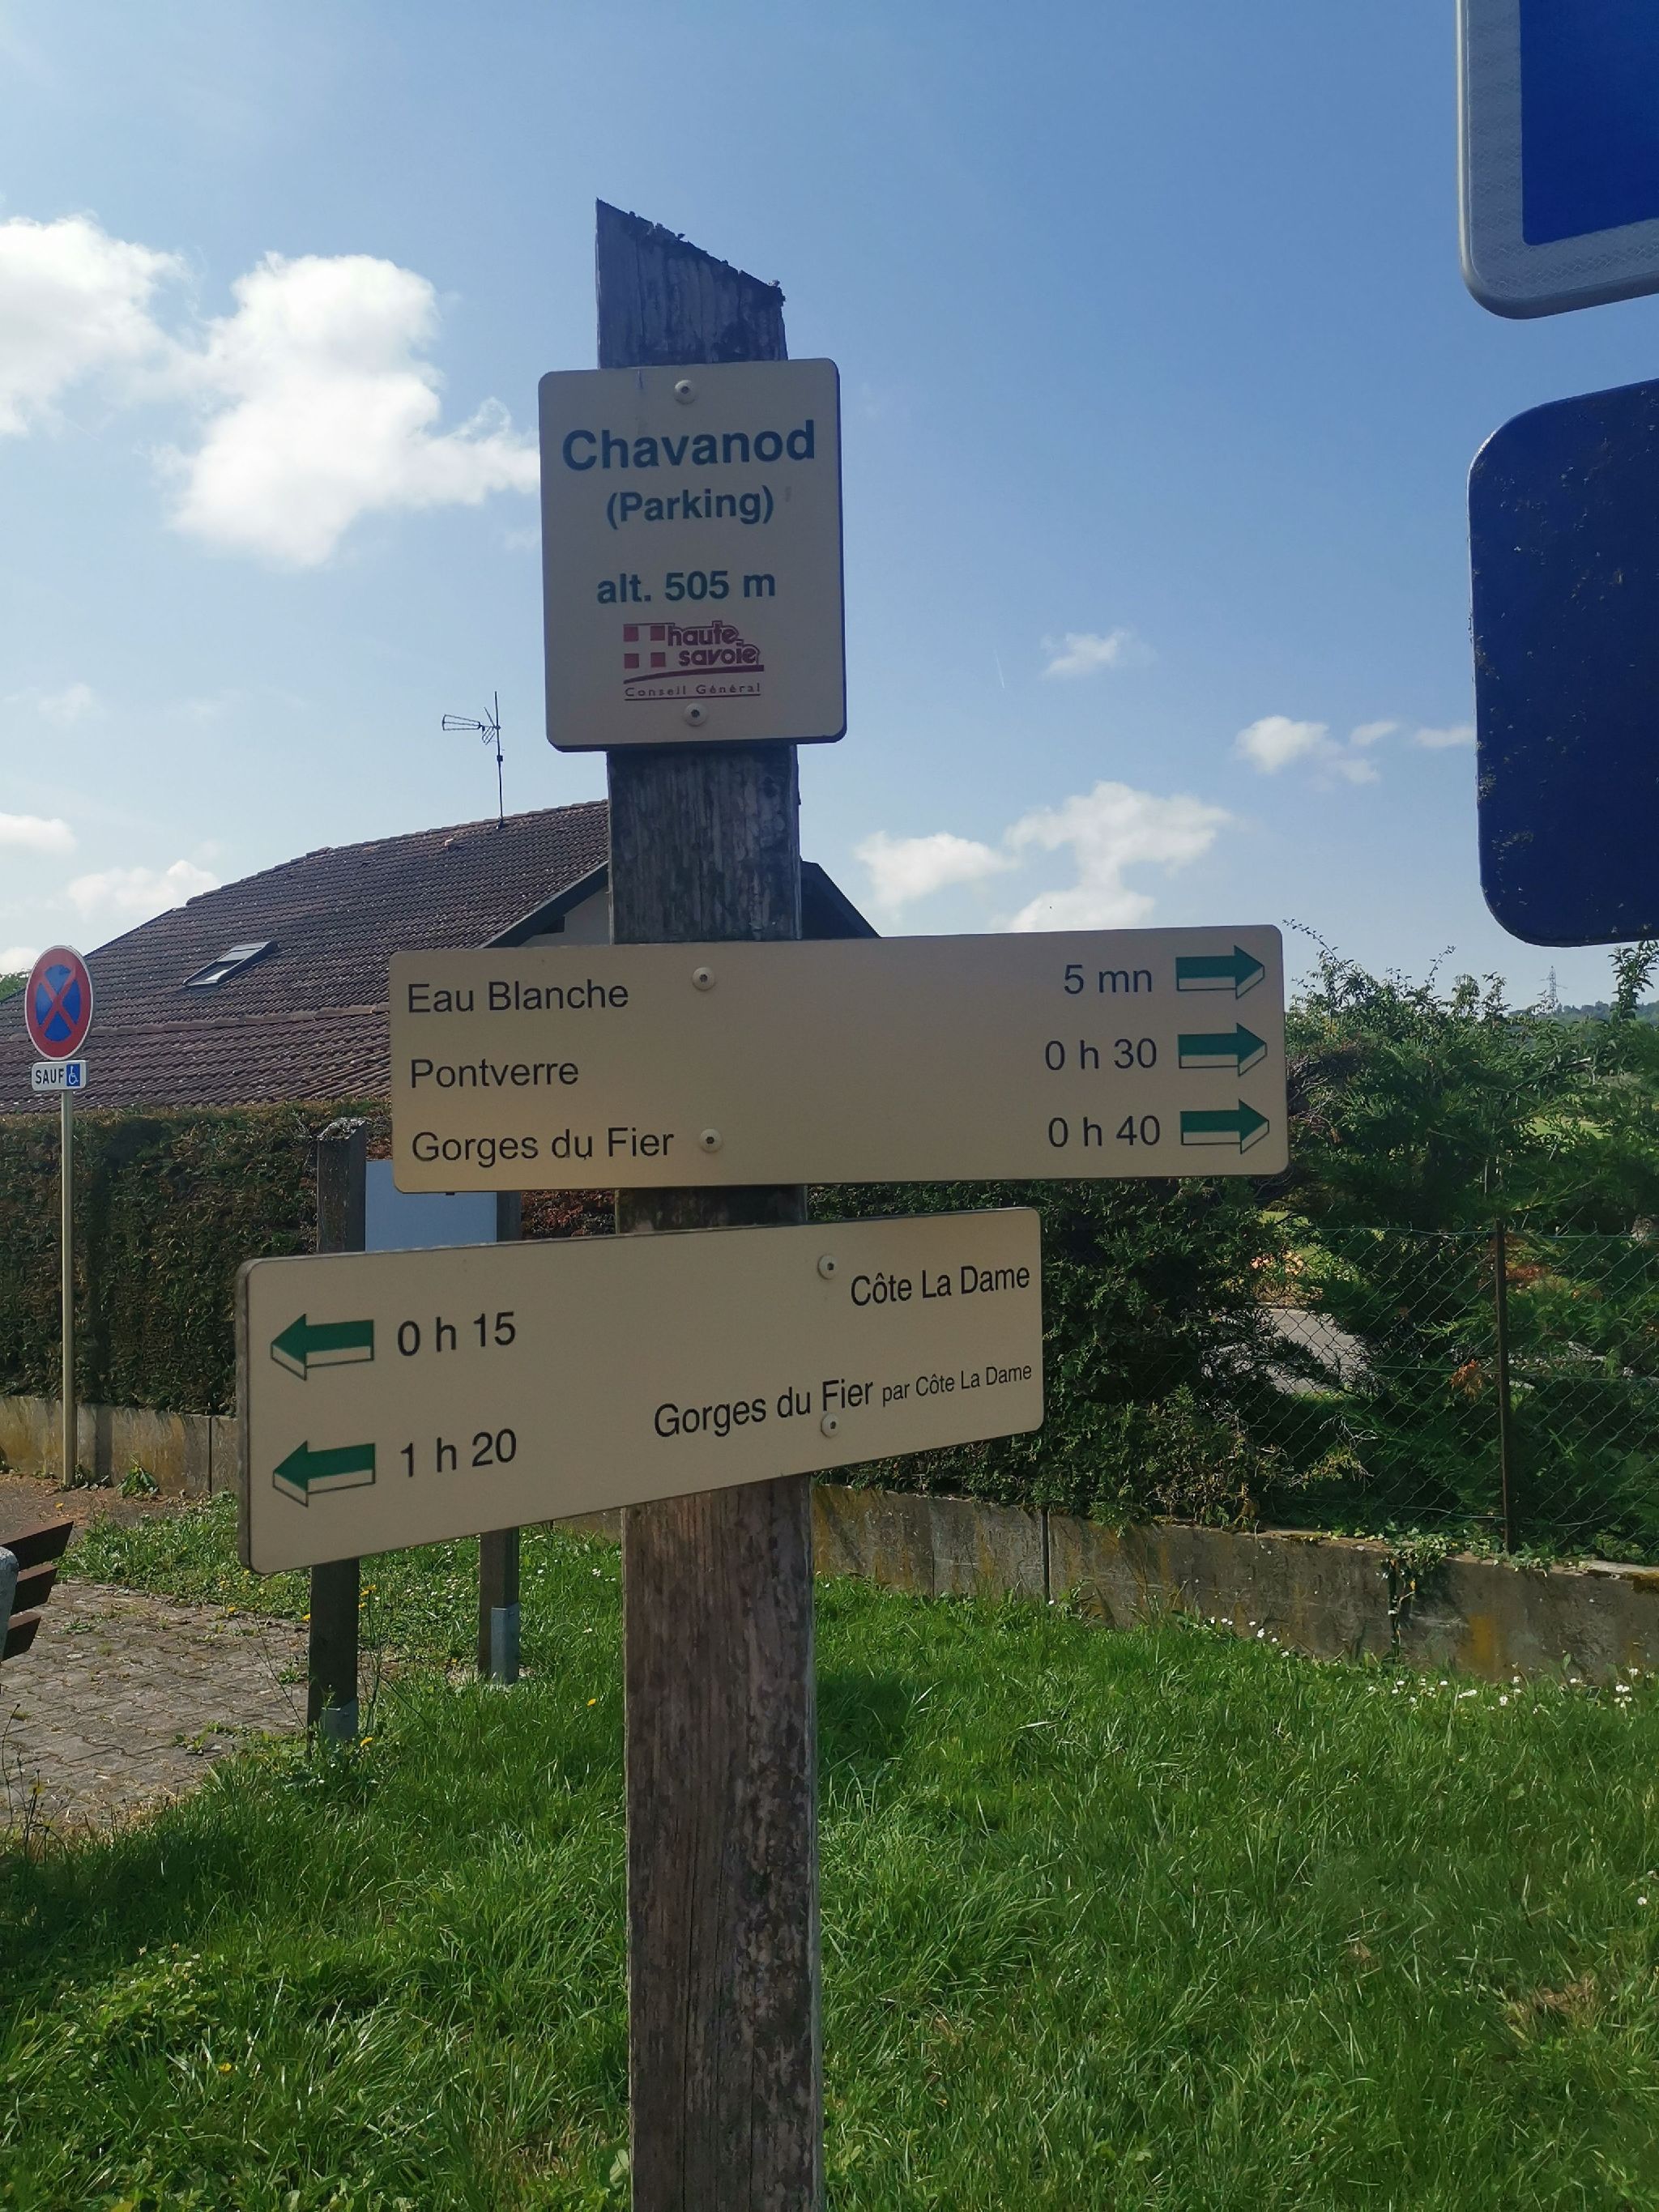 Chavanod
(Parking)
alt. 505 m
haute
savoie
Conseil Général
Eau Blanche 5 mn
Pontverre 0 h 30
Gorges du Fier 0 h 40
SAUF
0 h 15 Côte La Dame
1 h 20 Gorges du Fier par Côte La Dame